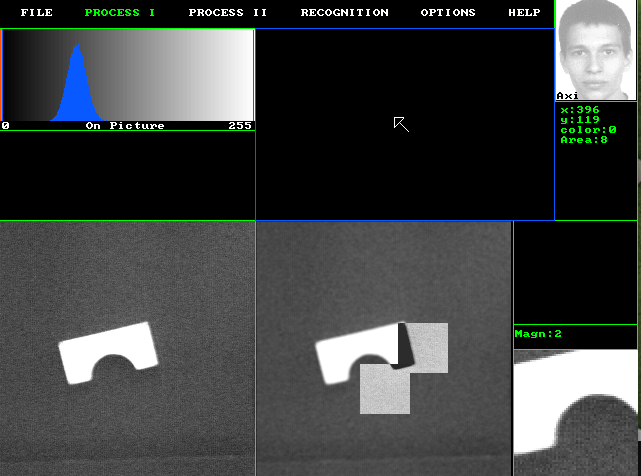 FILE PROCESS I PROCESS II RECOGNITION OPTIONS HELP
0 On Picture 255
Axi
x:396
y:119
color:0
Area:8
Magn:2